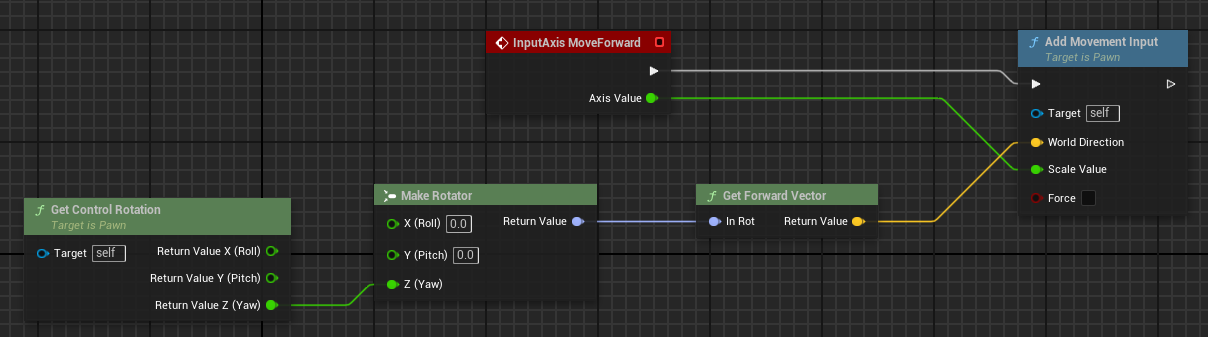 InputAxis MoveForward
Axis Value
Add Movement Input
Target is Pawn
Target self
World Direction
Scale Value
Force
Get Control Rotation
Target is Pawn
Target self
Return Value X (Roll)
Return Value Y (Pitch)
Return Value Z (Yaw)
Make Rotator
X (Roll) 0.0
Return Value
Y (Pitch) 0.0
Z (Yaw)
Get Forward Vector
In Rot Return Value